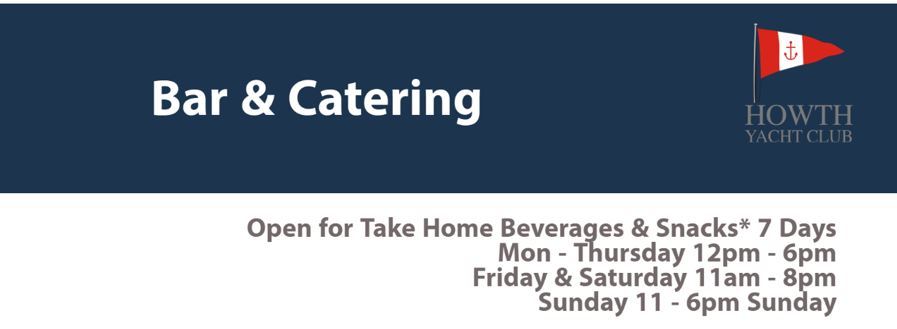 Bar & Catering
HOWTH
YACHT CLUB
Open for Take Home Beverages & Snacks* 7 Days
Mon - Thursday 12pm - 6pm
Friday & Saturday 11am - 8pm
Sunday 11 - 6pm Sunday